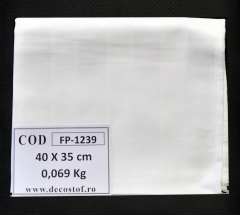 COD FP-1239
40 X 35 cm
0,069 Kg
www.decostof.ro